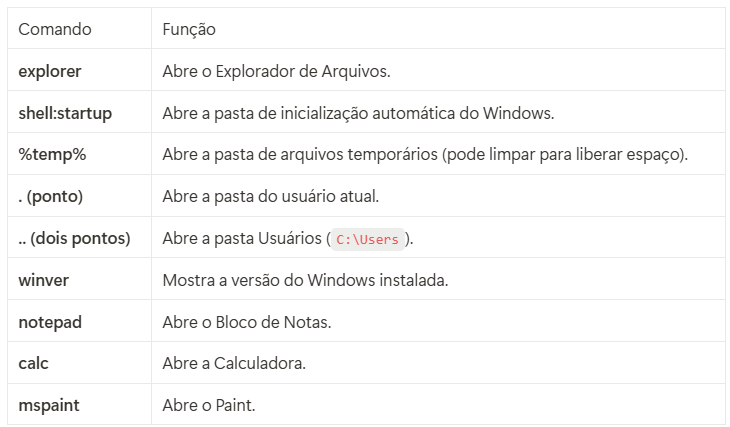 Comando Função
explorer Abre o Explorador de Arquivos.
shell:startup Abre a pasta de inicialização automática do Windows.
%temp% Abre a pasta de arquivos temporários (pode limpar para liberar espaço).
. (ponto) Abre a pasta do usuário atual.
.. (dois pontos) Abre a pasta Usuários (C:\Users).
winver Mostra a versão do Windows instalada.
notepad Abre o Bloco de Notas.
calc Abre a Calculadora.
mspaint Abre o Paint.